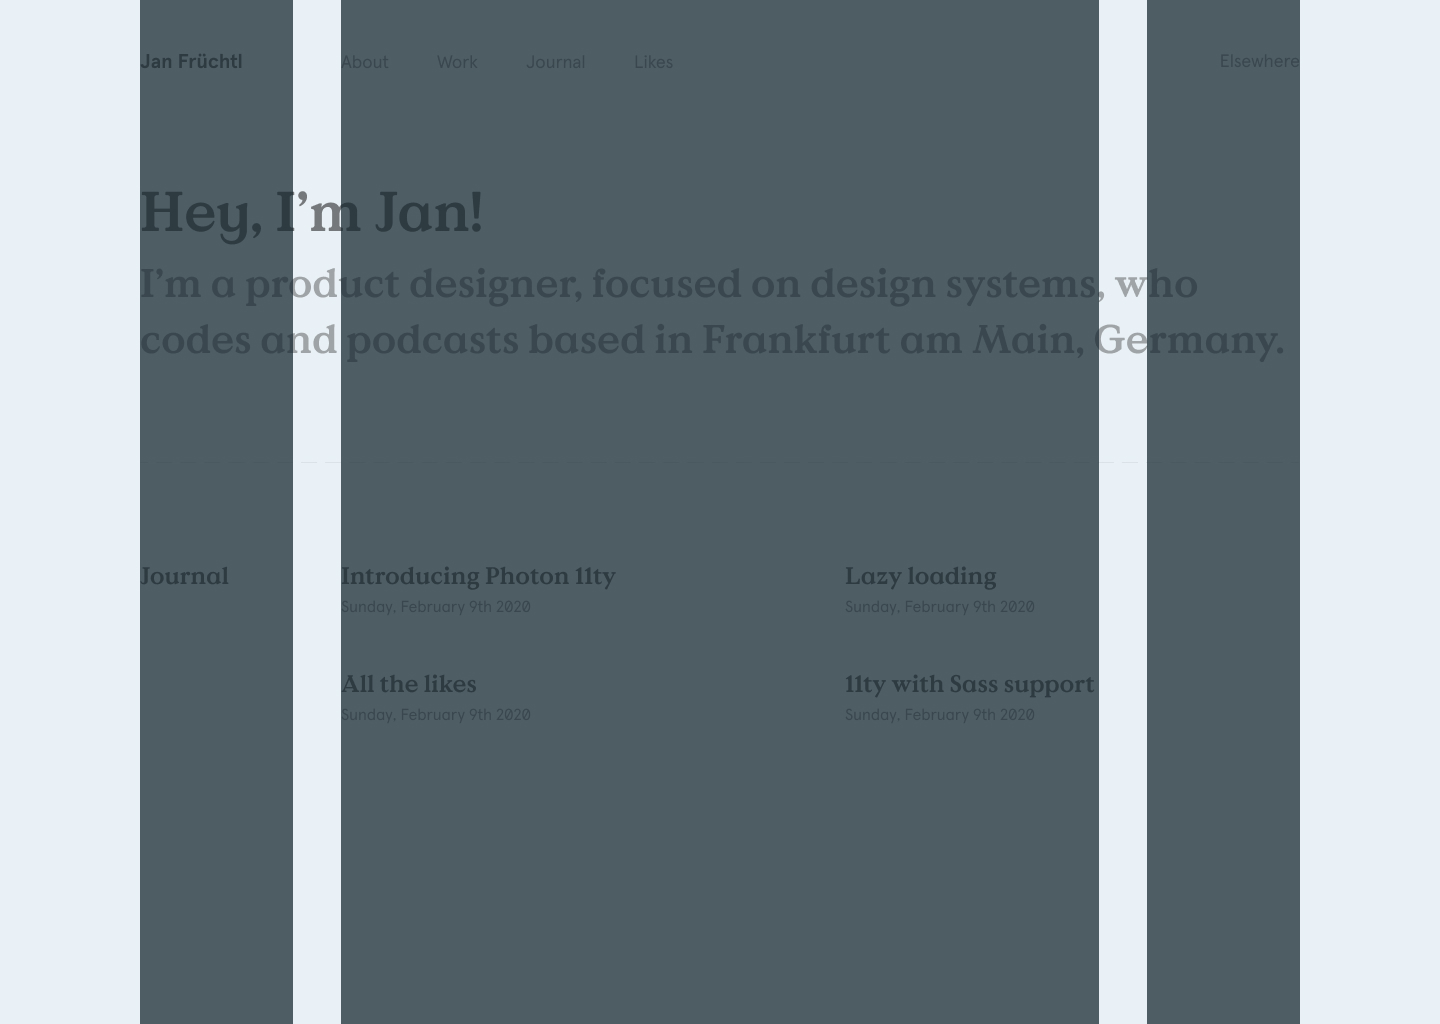 Jan Früchtl About Work Journal Likes Elsewhere
Hey, I’m Jan!
I’m a product designer, focused on design systems, who
codes and podcasts based in Frankfurt am Main, Germany.
Journal
Introducing Photon 11ty
Sunday, February 9th 2020
Lazy loading
Sunday, February 9th 2020
All the likes
Sunday, February 9th 2020
11ty with Sass support
Sunday, February 9th 2020